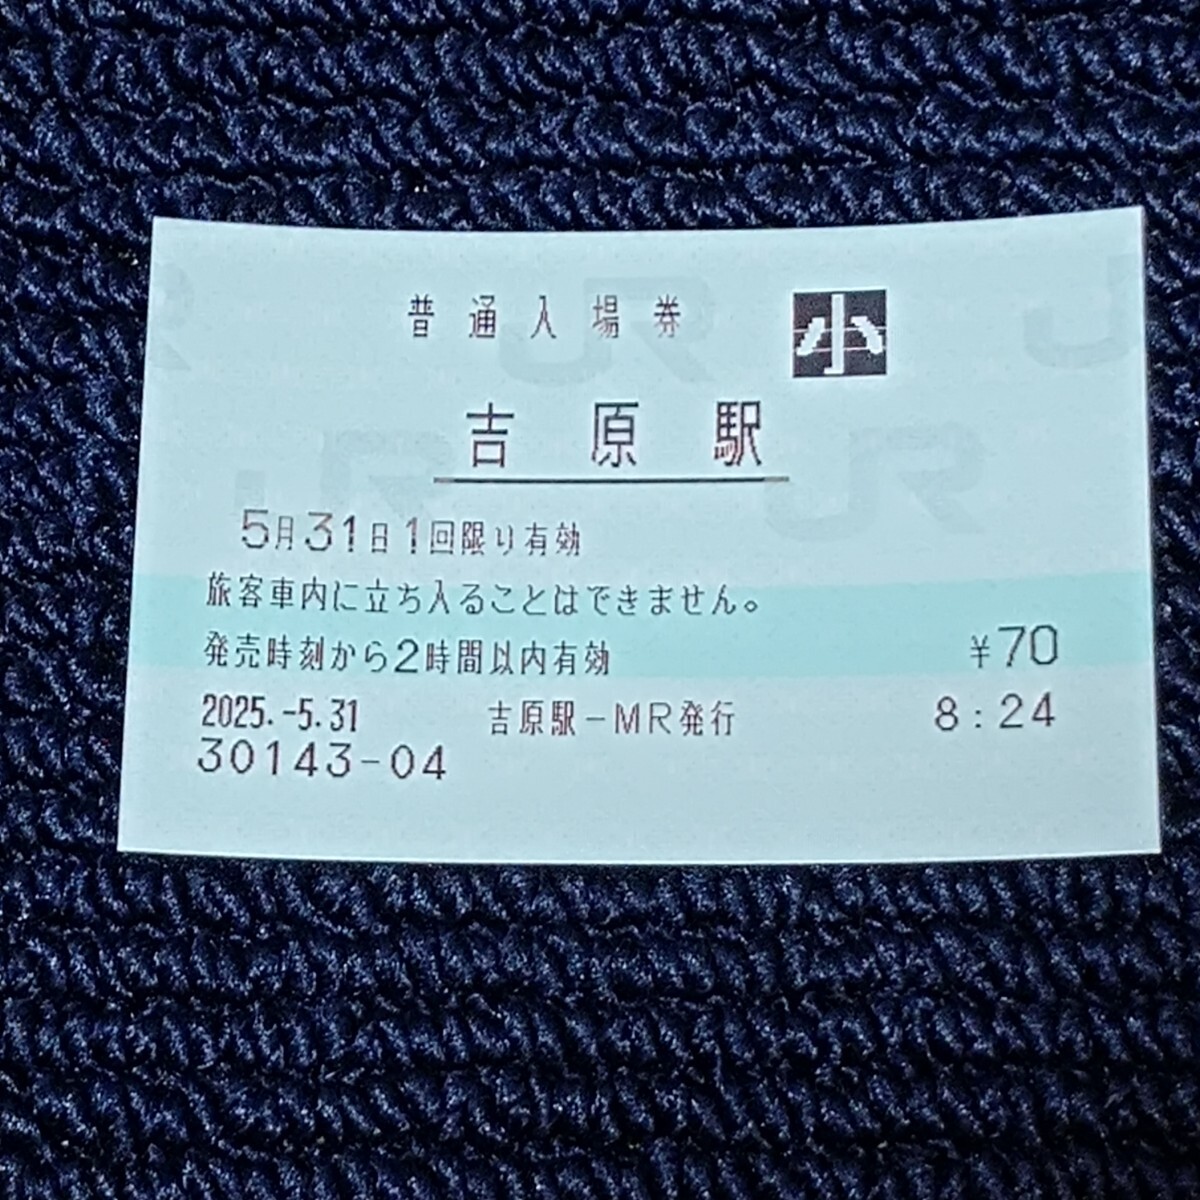 普通入場券 小
吉原駅
5月31日1回限り有効
旅客車内に立ち入ることはできません。
発売時刻から2時間以内有効 ¥70
2025.-5.31 吉原駅-MR発行 8:24
30143-04